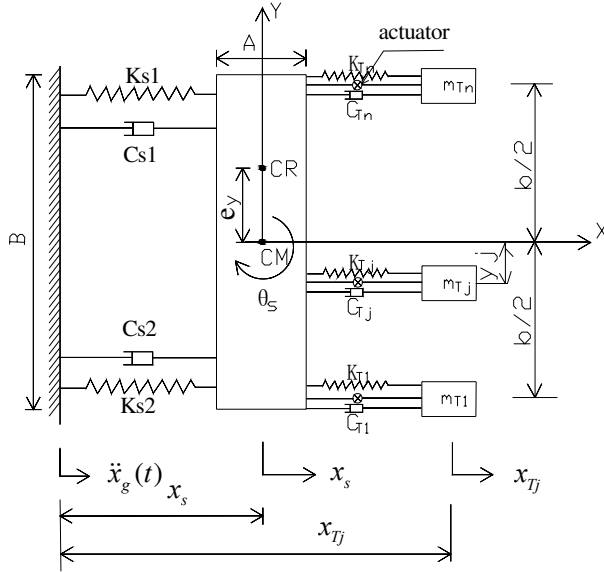 Y
actuator
A
K_Tn
Ks1
m_Tn
C_Tn
Cs1
b/2
CR
e_y
B
X
CM
K_Tj
y_j
m_Tj
θ_s
C_Tj
b/2
Cs2
K_T1
Ks2
m_T1
C_T1
ẍ_g(t)
x_s
x_Tj
x_s
x_Tj